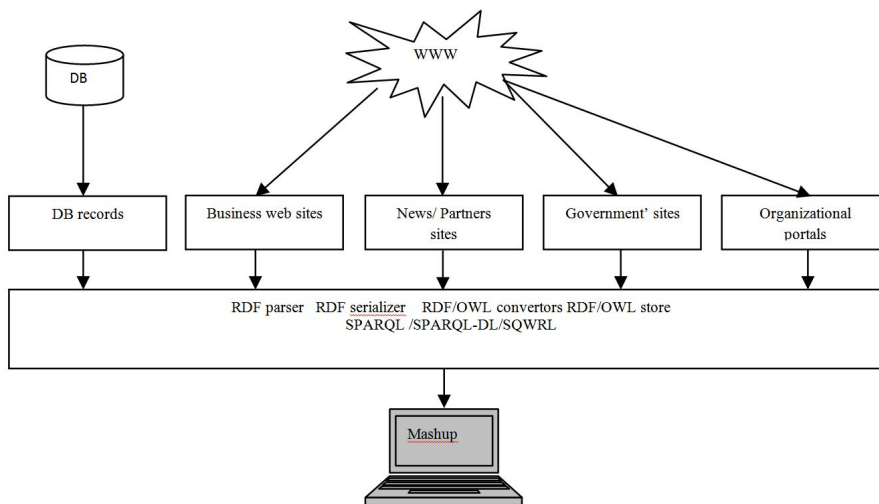 WWW
DB
DB records
Business web sites
News/ Partners
sites
Government’ sites
Organizational
portals
RDF parser RDF serializer RDF/OWL convertors RDF/OWL store
SPARQL /SPARQL-DL/SQWRL
Mashup